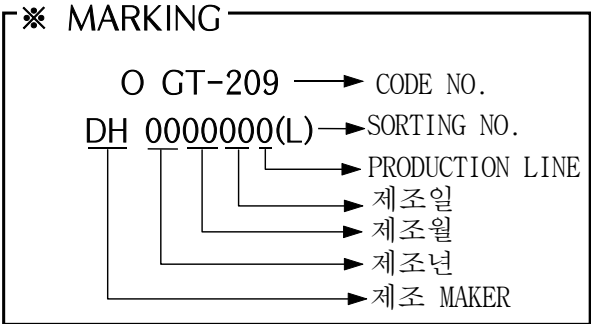 ※ MARKING
O GT-209 → CODE NO.
DH 0000000(L) → SORTING NO.
PRODUCTION LINE
제조일
제조월
제조년
제조 MAKER